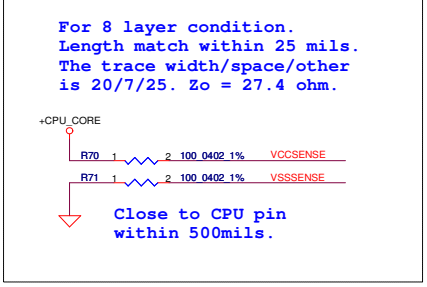 For 8 layer condition.
Length match within 25 mils.
The trace width/space/other
is 20/7/25. Zo = 27.4 ohm.
+CPU_CORE
R70 1 2 100_0402_1% VCCSENSE
R71 1 2 100_0402_1% VSSSENSE
Close to CPU pin
within 500mils.